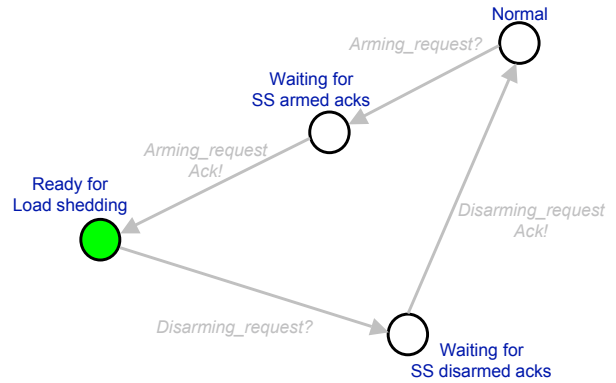 Normal
Arming_request?
Waiting for
SS armed acks
Arming_request
Ack!
Ready for
Load shedding
Disarming_request
Ack!
Disarming_request?
Waiting for
SS disarmed acks